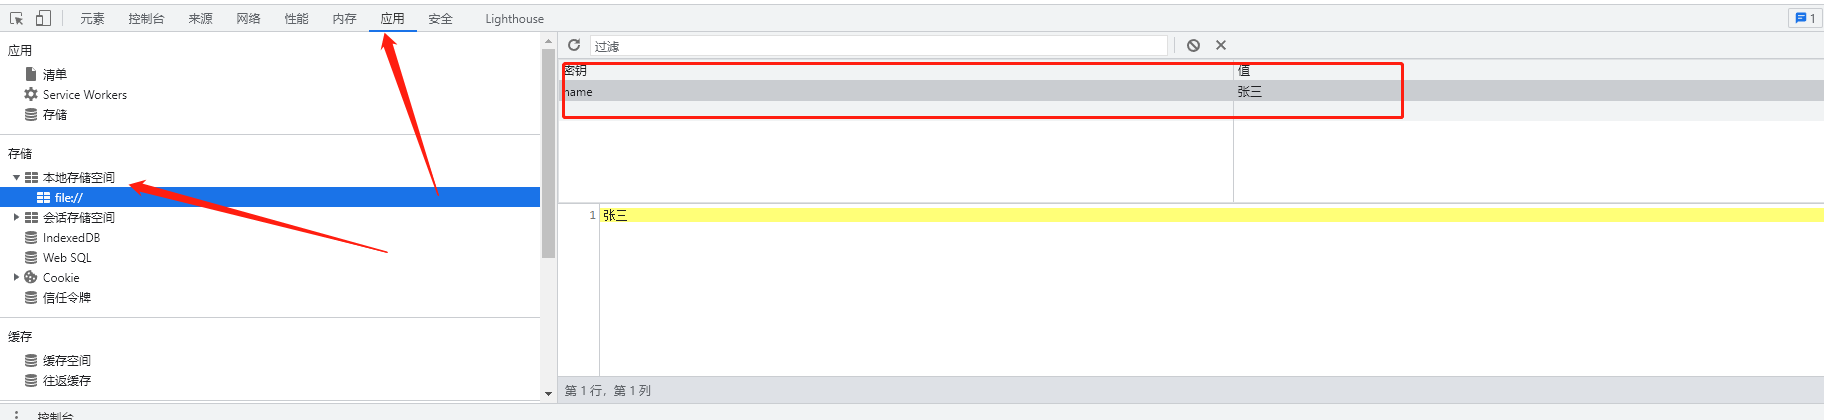 元素 控制台 来源 网络 性能 内存 应用 安全 Lighthouse 1
应用
清单
Service Workers
存储
存储
本地存储空间
file://
会话存储空间
IndexedDB
Web SQL
Cookie
信任令牌
缓存
缓存空间
往返缓存
过滤
密钥 值
name 张三
1 张三
第 1 行，第 1 列
控制台